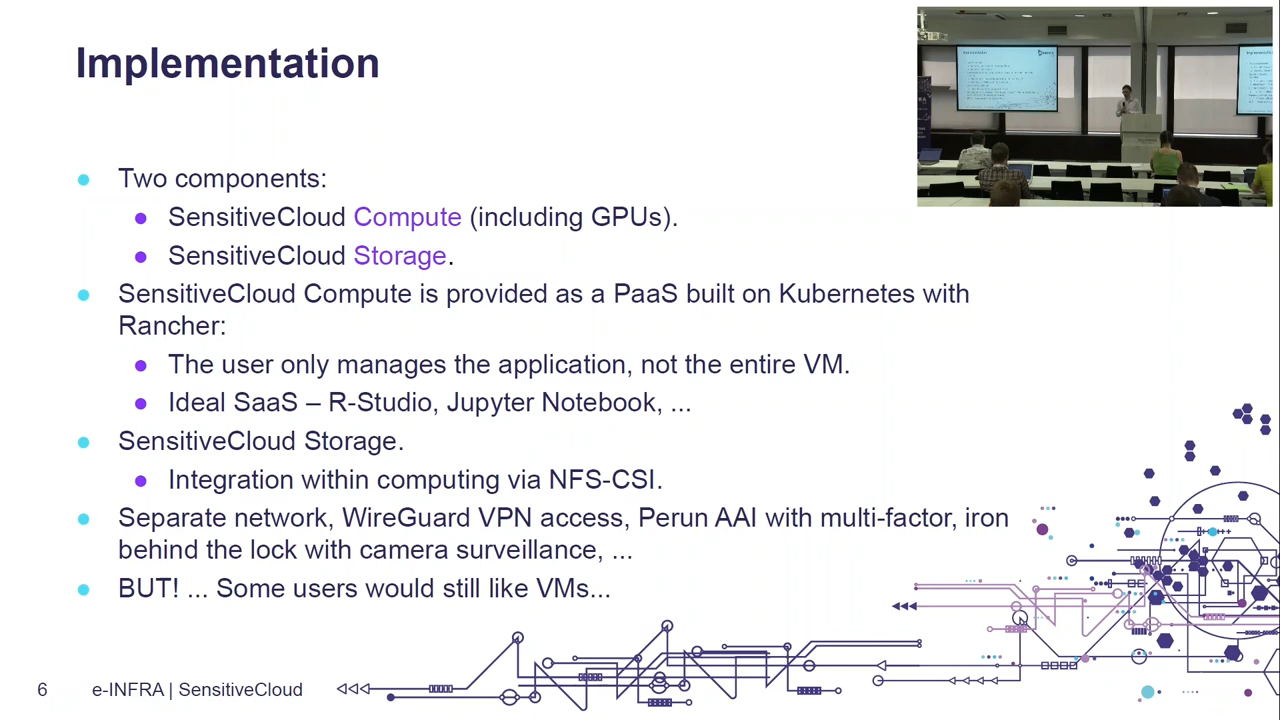 Implementation
Two components:
SensitiveCloud Compute (including GPUs).
SensitiveCloud Storage.
SensitiveCloud Compute is provided as a PaaS built on Kubernetes with
Rancher:
The user only manages the application, not the entire VM.
Ideal SaaS – R-Studio, Jupyter Notebook, ...
SensitiveCloud Storage.
Integration within computing via NFS-CSI.
Separate network, WireGuard VPN access, Perun AAI with multi-factor, iron
behind the lock with camera surveillance, ...
BUT! ... Some users would still like VMs...
6 e-INFRA | SensitiveCloud